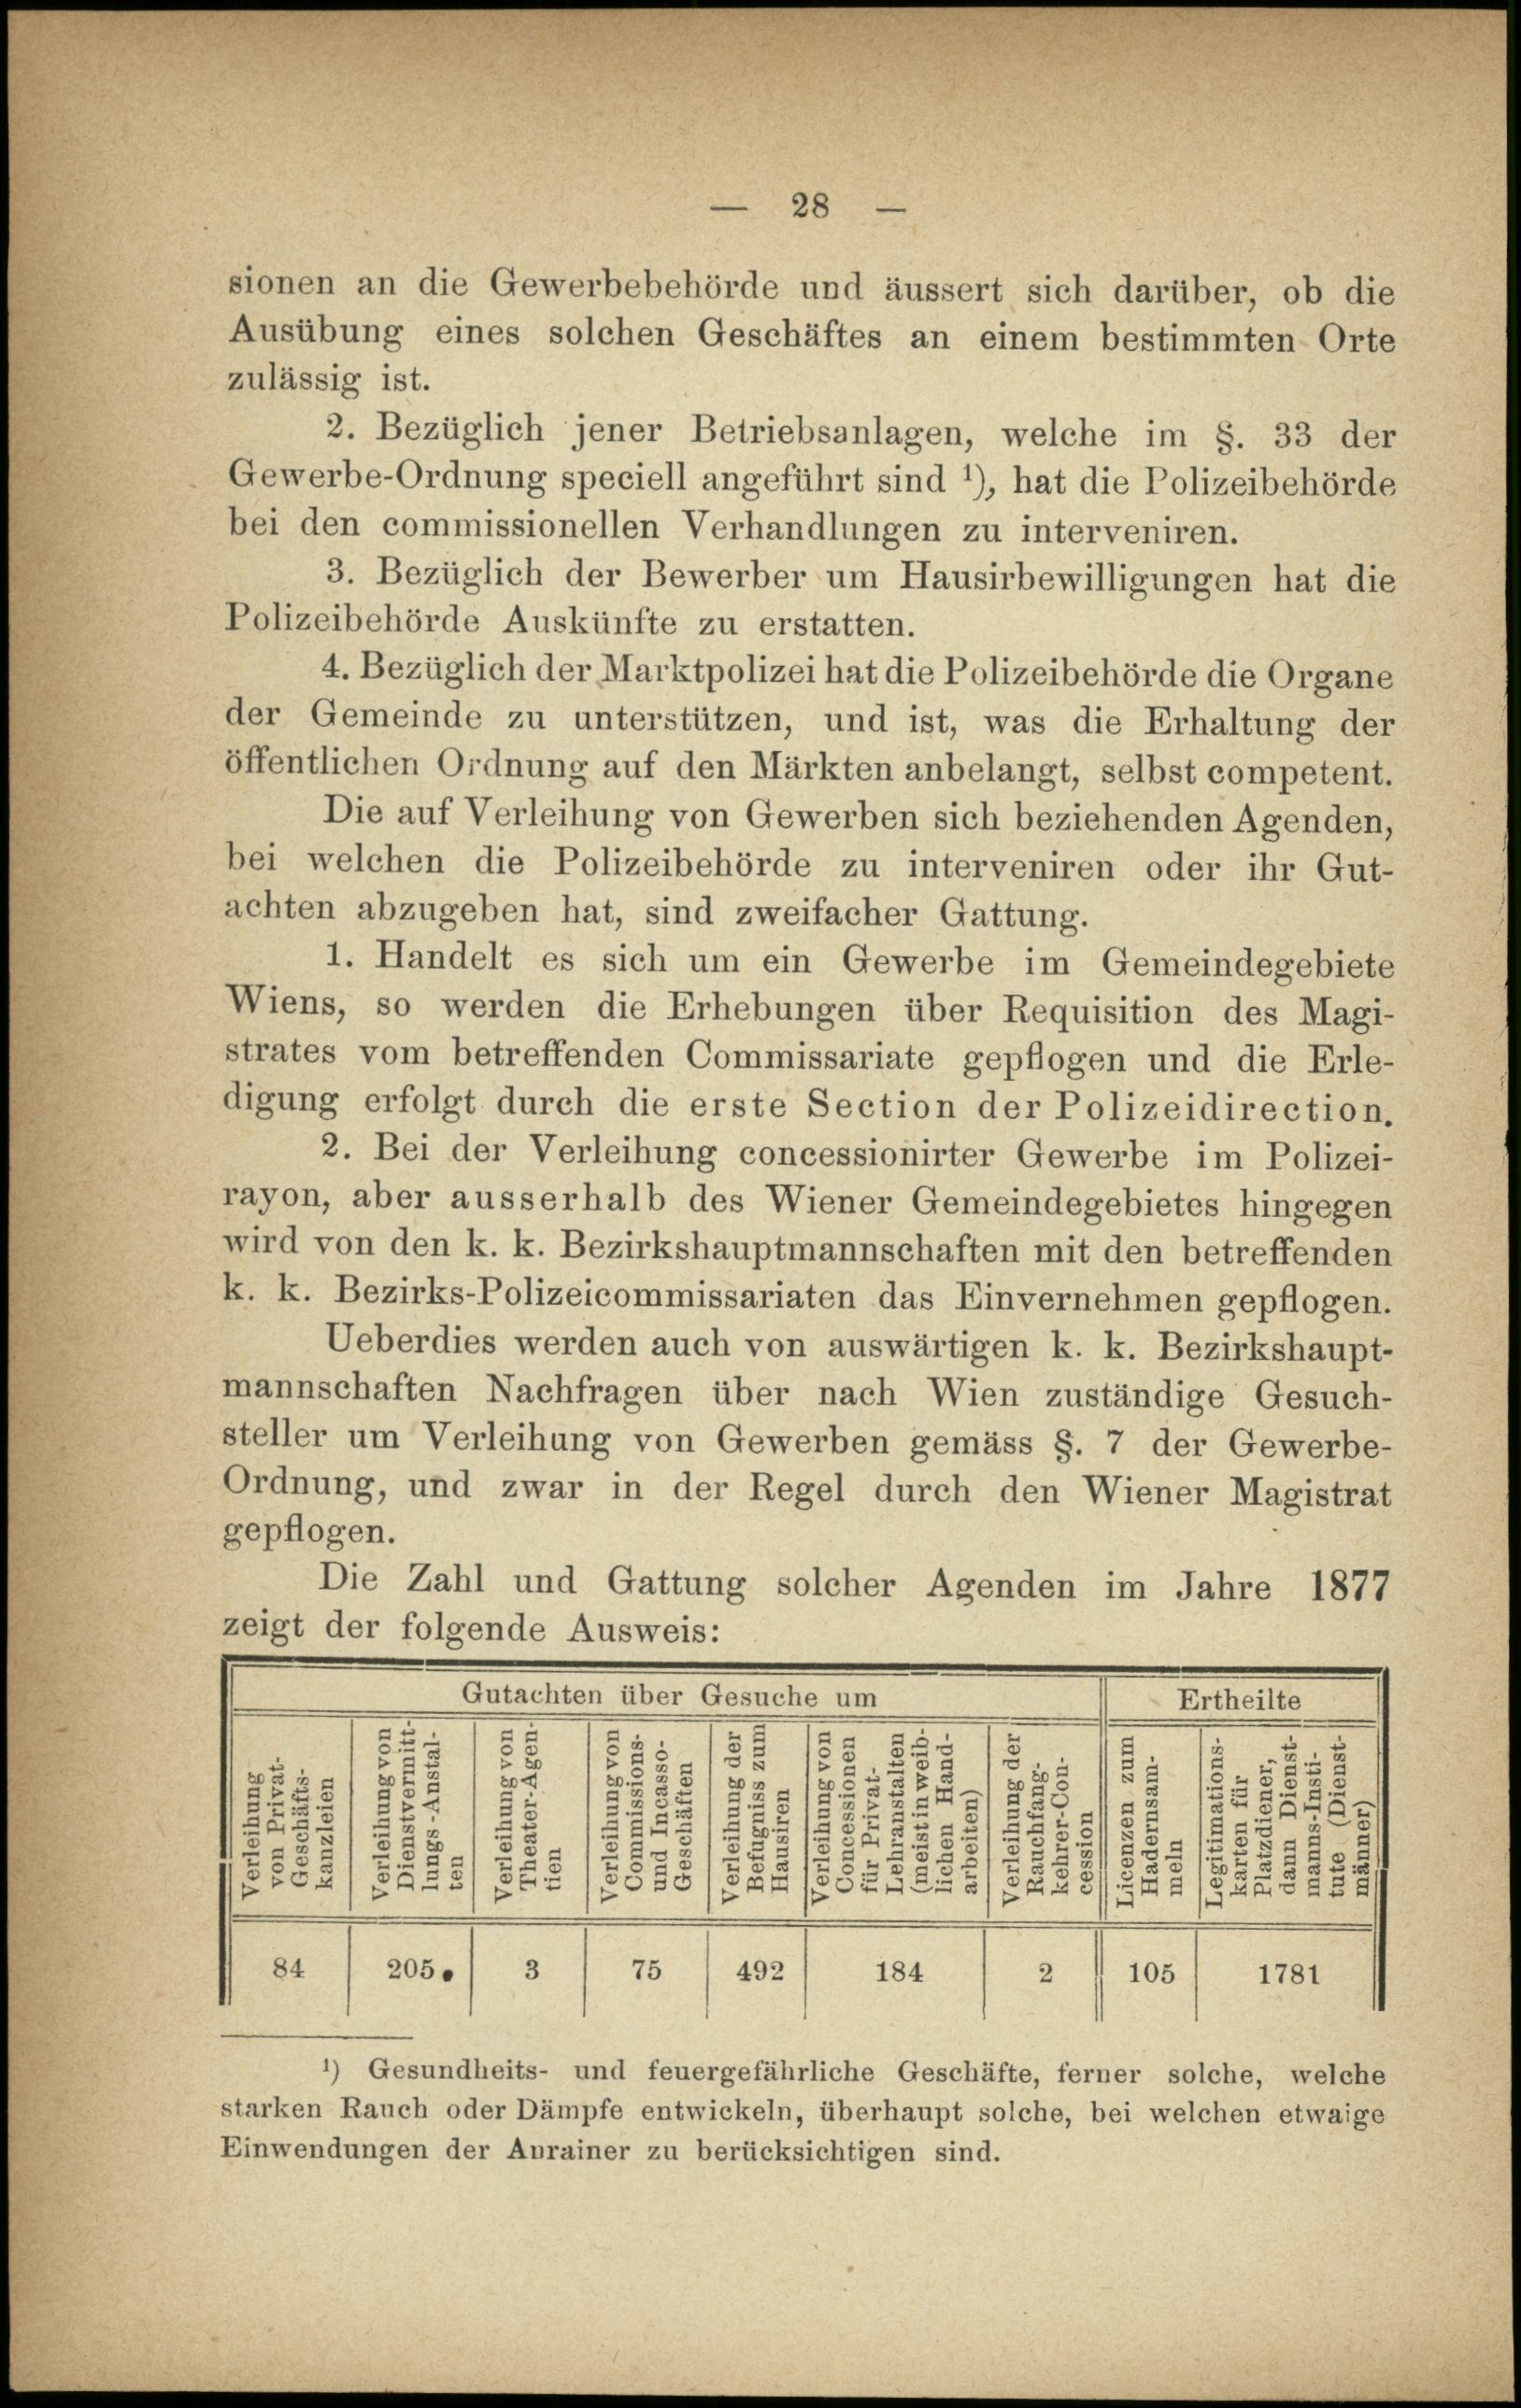 — 28 —
sionen an die Gewerbebehörde und äussert sich darüber, ob die
Ausübung eines solchen Geschäftes an einem bestimmten Orte
zulässig ist.
2. Bezüglich jener Betriebsanlagen, welche im §. 33 der
Gewerbe-Ordnung speciell angeführt sind ¹), hat die Polizeibehörde
bei den commissionellen Verhandlungen zu interveniren.
3. Bezüglich der Bewerber um Hausirbewilligungen hat die
Polizeibehörde Auskünfte zu erstatten.
4. Bezüglich der Marktpolizei hat die Polizeibehörde die Organe
der Gemeinde zu unterstützen, und ist, was die Erhaltung der
öffentlichen Ordnung auf den Märkten anbelangt, selbst competent.
Die auf Verleihung von Gewerben sich beziehenden Agenden,
bei welchen die Polizeibehörde zu interveniren oder ihr Gut-
achten abzugeben hat, sind zweifacher Gattung.
1. Handelt es sich um ein Gewerbe im Gemeindegebiete
Wiens, so werden die Erhebungen über Requisition des Magi-
strates vom betreffenden Commissariate gepflogen und die Erle-
digung erfolgt durch die erste Section der Polizeidirection.
2. Bei der Verleihung concessionirter Gewerbe im Polizei-
rayon, aber ausserhalb des Wiener Gemeindegebietes hingegen
wird von den k. k. Bezirkshauptmannschaften mit den betreffenden
k. k. Bezirks-Polizeicommissariaten das Einvernehmen gepflogen.
Ueberdies werden auch von auswärtigen k. k. Bezirkshaupt-
mannschaften Nachfragen über nach Wien zuständige Gesuch-
steller um Verleihung von Gewerben gemäss §. 7 der Gewerbe-
Ordnung, und zwar in der Regel durch den Wiener Magistrat
gepflogen.
Die Zahl und Gattung solcher Agenden im Jahre 1877
zeigt der folgende Ausweis:
Gutachten über Gesuche um
Ertheilte
Verleihung
von Privat-
Geschäfts-
kanzleien
Verleihung von
Dienstvermitt-
lungs-Anstal-
ten
Verleihung von
Theater-Agen-
tien
Verleihung von
Commissions-
und Incasso-
Geschäften
Verleihung der
Befugniss zum
Hausiren
Verleihung von
Concessionen
für Privat-
Lehranstalten
(meist in weib-
lichen Hand-
arbeiten)
Verleihung der
Rauchfang-
kehrer-Con-
cession
Licenzen zum
Hadernsam-
meln
Legitimations-
karten für
Platzdiener,
dann Dienst-
manns-Insti-
tute (Dienst-
männer)
84 205 3 75 492 184 2 105 1781
¹) Gesundheits- und feuergefährliche Geschäfte, ferner solche, welche
starken Rauch oder Dämpfe entwickeln, überhaupt solche, bei welchen etwaige
Einwendungen der Anrainer zu berücksichtigen sind.